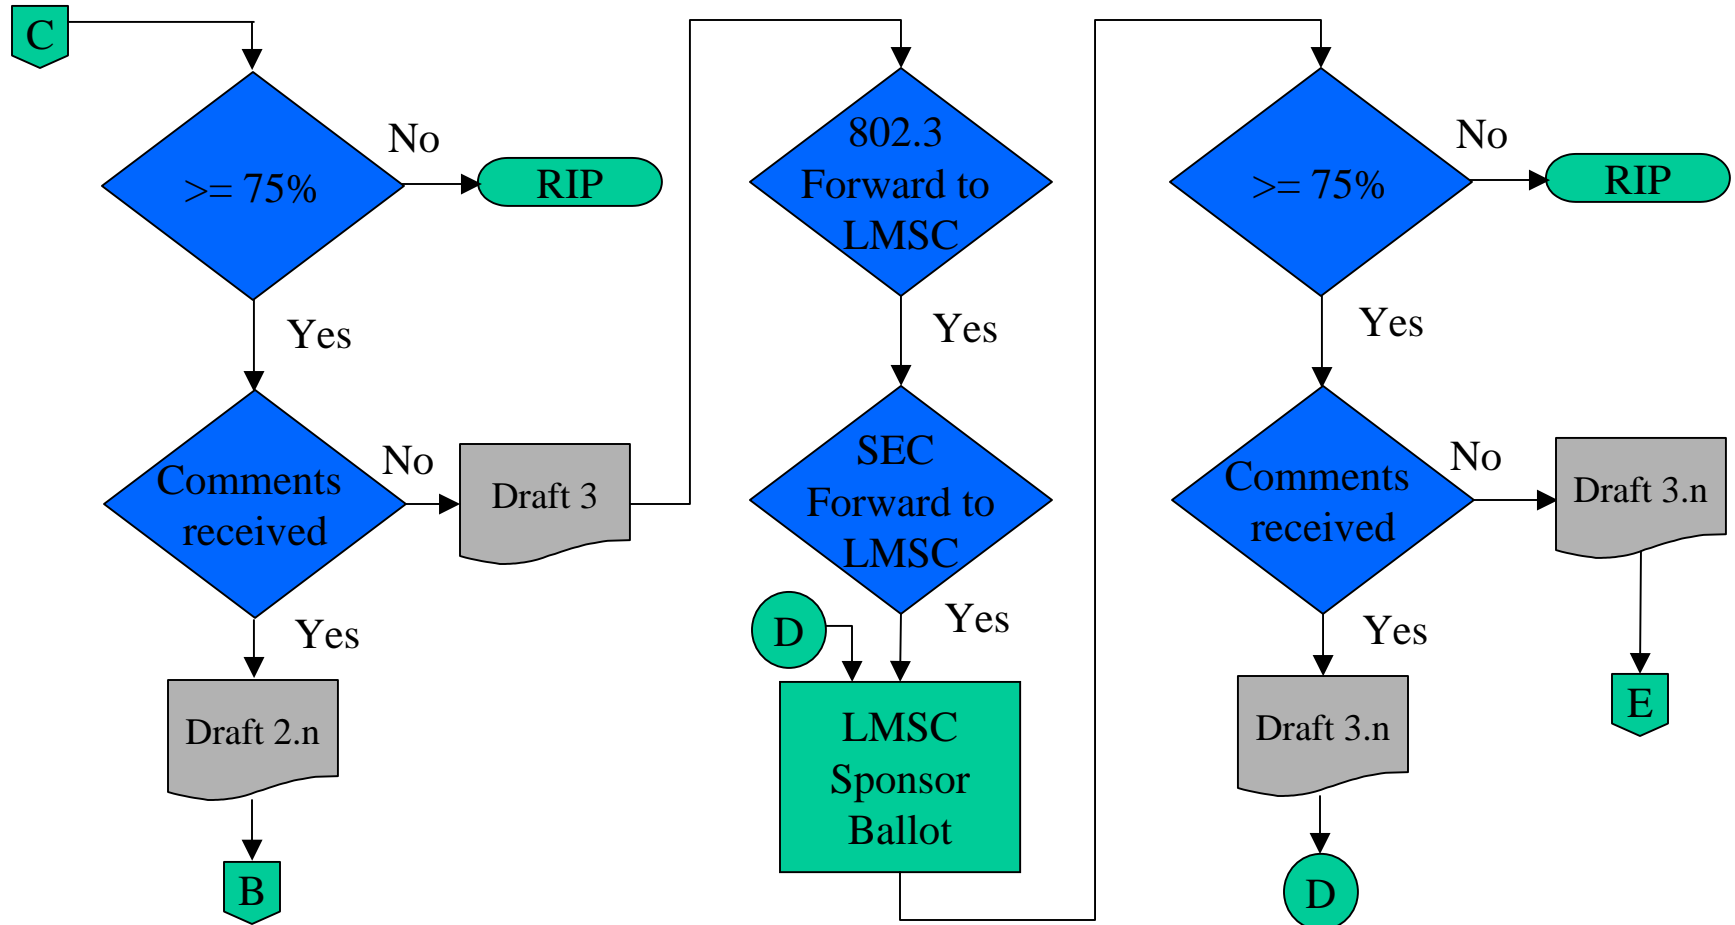 C
>= 75%
No
RIP
Yes
Comments
received
No
Draft 3
Yes
Draft 2.n
B
802.3
Forward to
LMSC
Yes
SEC
Forward to
LMSC
Yes
D
LMSC
Sponsor
Ballot
>= 75%
No
RIP
Yes
Comments
received
No
Draft 3.n
E
Yes
Draft 3.n
D